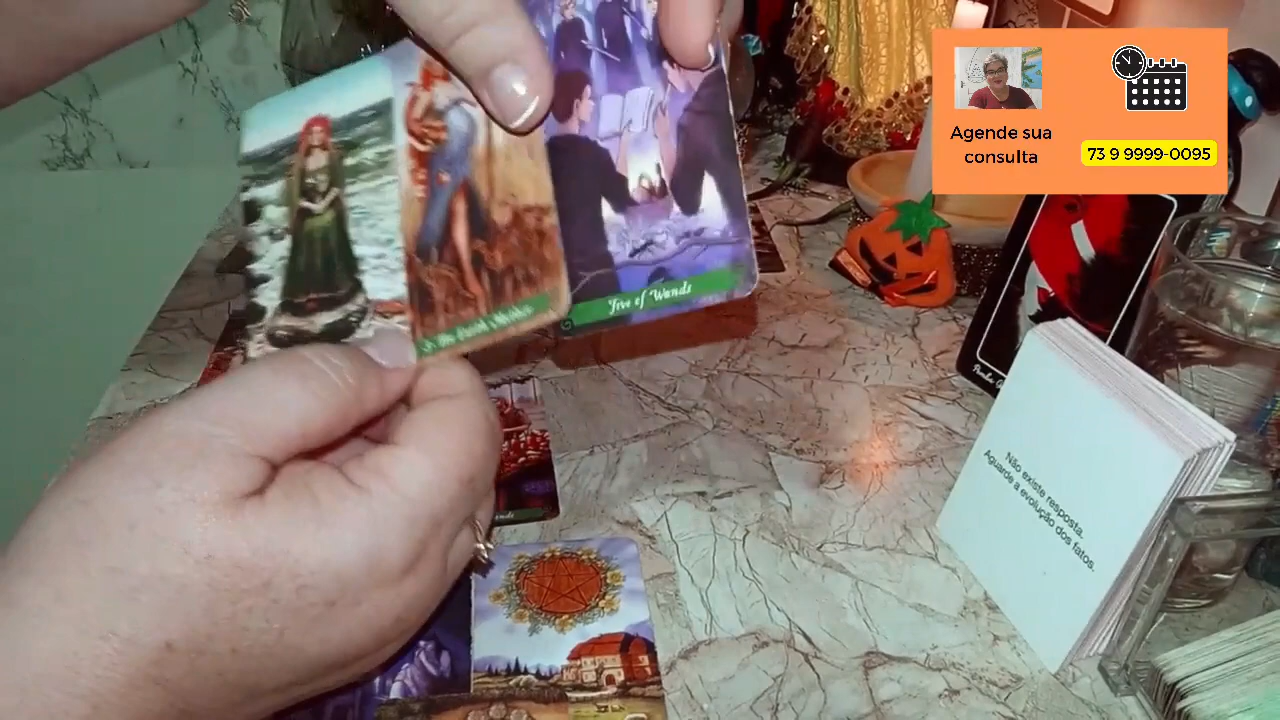 Agende sua
consulta
73 9 9999-0095
Five of Wands
Não existe resposta.
Aguarde a evolução dos fatos.